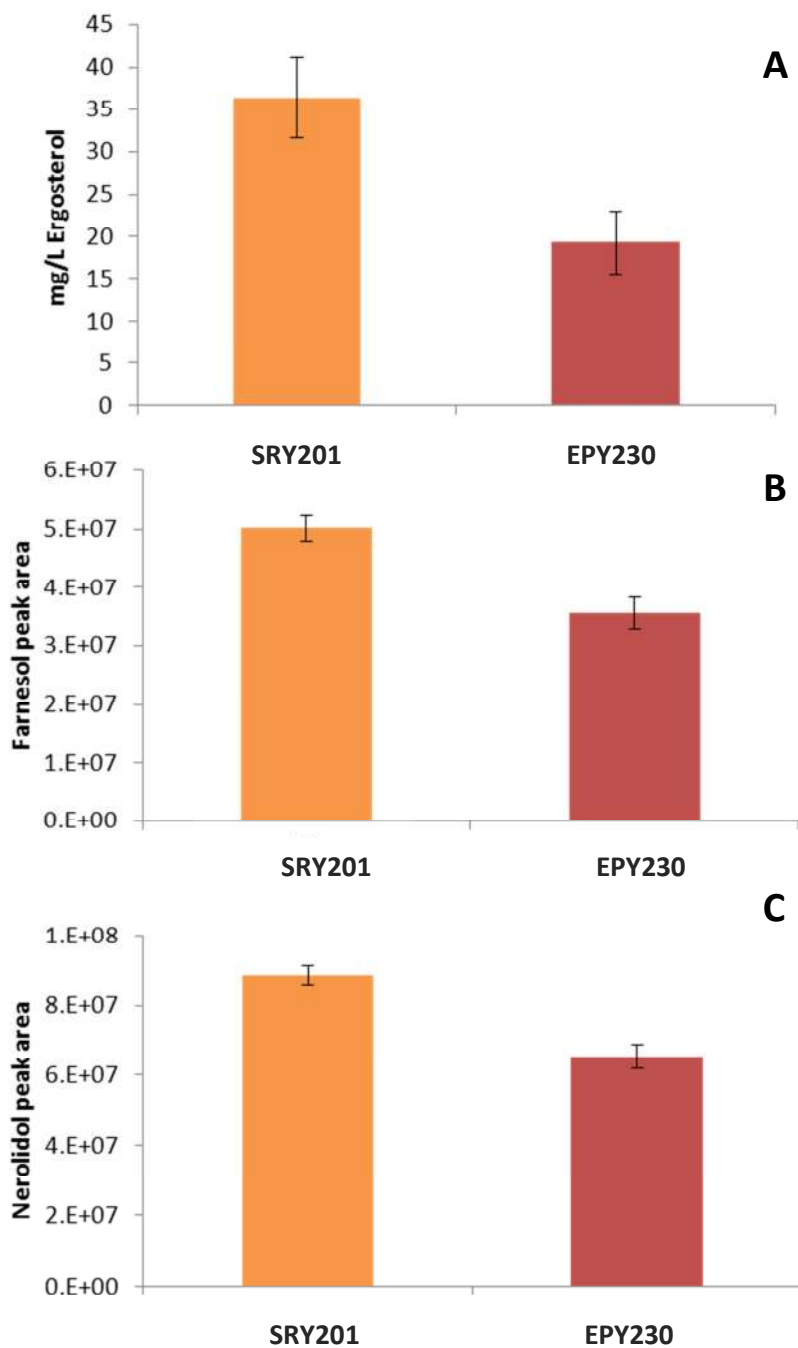 A
mg/L Ergosterol
45
40
35
30
25
20
15
10
5
0
SRY201 EPY230
B
Farnesol peak area
6.E+07
5.E+07
4.E+07
3.E+07
2.E+07
1.E+07
0.E+00
SRY201 EPY230
C
Nerolidol peak area
1.E+08
8.E+07
6.E+07
4.E+07
2.E+07
0.E+00
SRY201 EPY230